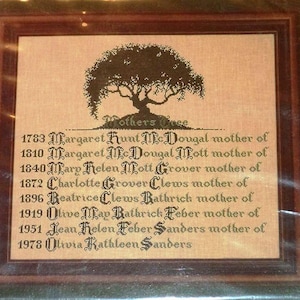 Mothers Tree
1783 Margaret Hunt McDougal mother of
1810 Margaret McDougal Mott mother of
1840 Mary Helen Mott Grover mother of
1872 Charlotte Grover Clews mother of
1896 Beatrice Clews Rathrich mother of
1919 Olive May Rathrich Feber mother of
1951 Jean Helen Feber Sanders mother of
1978 Olivia Kathleen Sanders